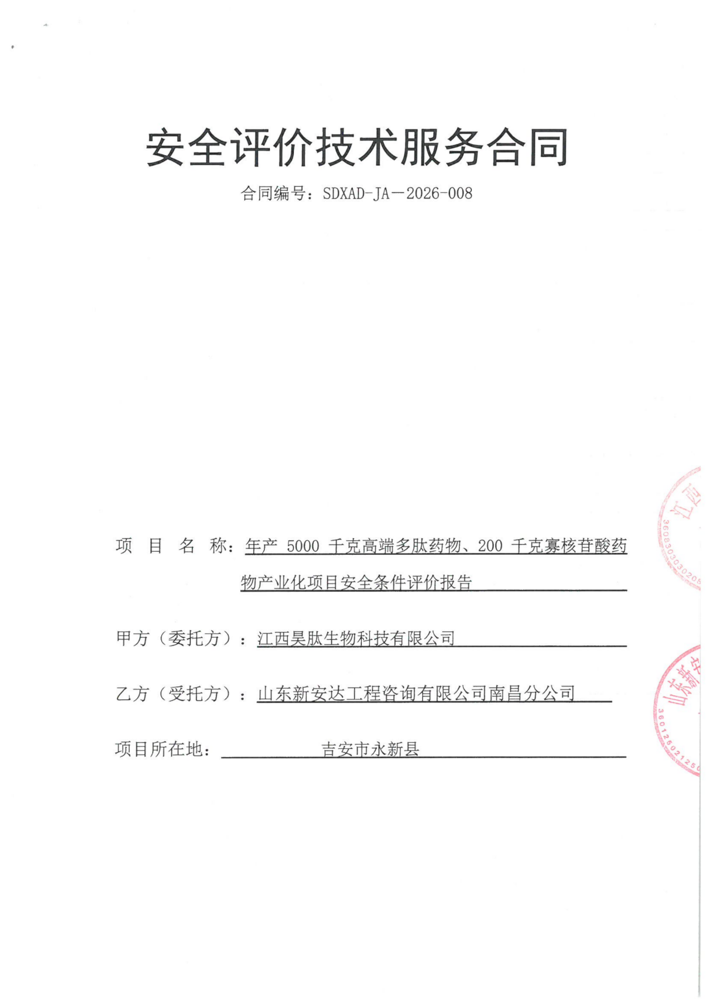 安全评价技术服务合同
合同编号：SDXAD-JA－2026-008
项 目 名 称：年产 5000 千克高端多肽药物、200 千克寡核苷酸药
物产业化项目安全条件评价报告
甲方（委托方）：江西昊肽生物科技有限公司
乙方（受托方）：山东新安达工程咨询有限公司南昌分公司
项目所在地：吉安市永新县
江西
山东